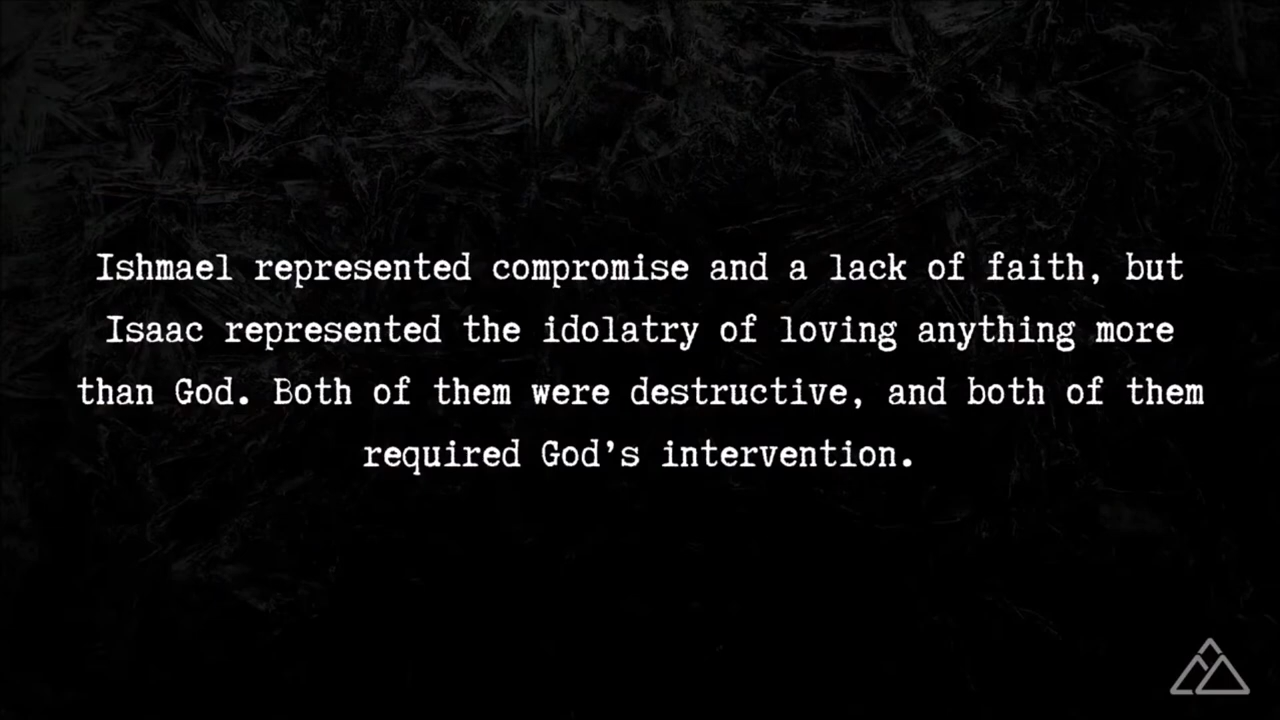 Ishmael represented compromise and a lack of faith, but
Isaac represented the idolatry of loving anything more
than God. Both of them were destructive, and both of them
required God’s intervention.